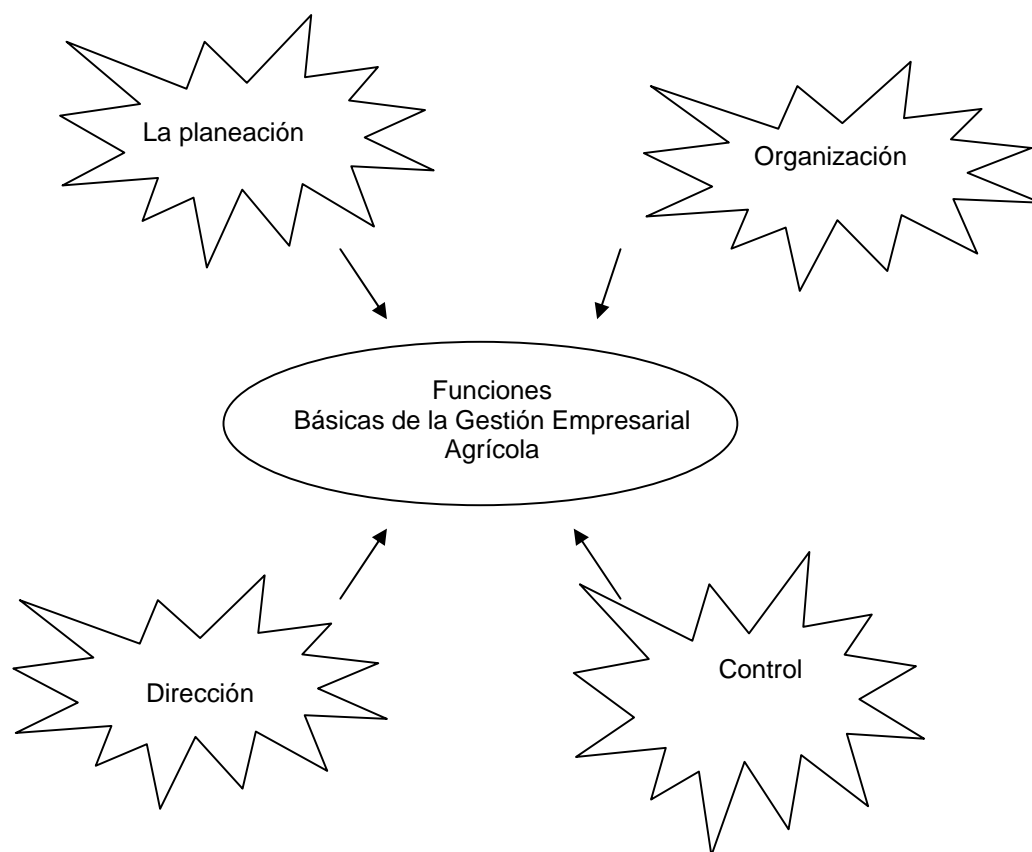 La planeación
Organización
Funciones
Básicas de la Gestión Empresarial
Agrícola
Dirección
Control